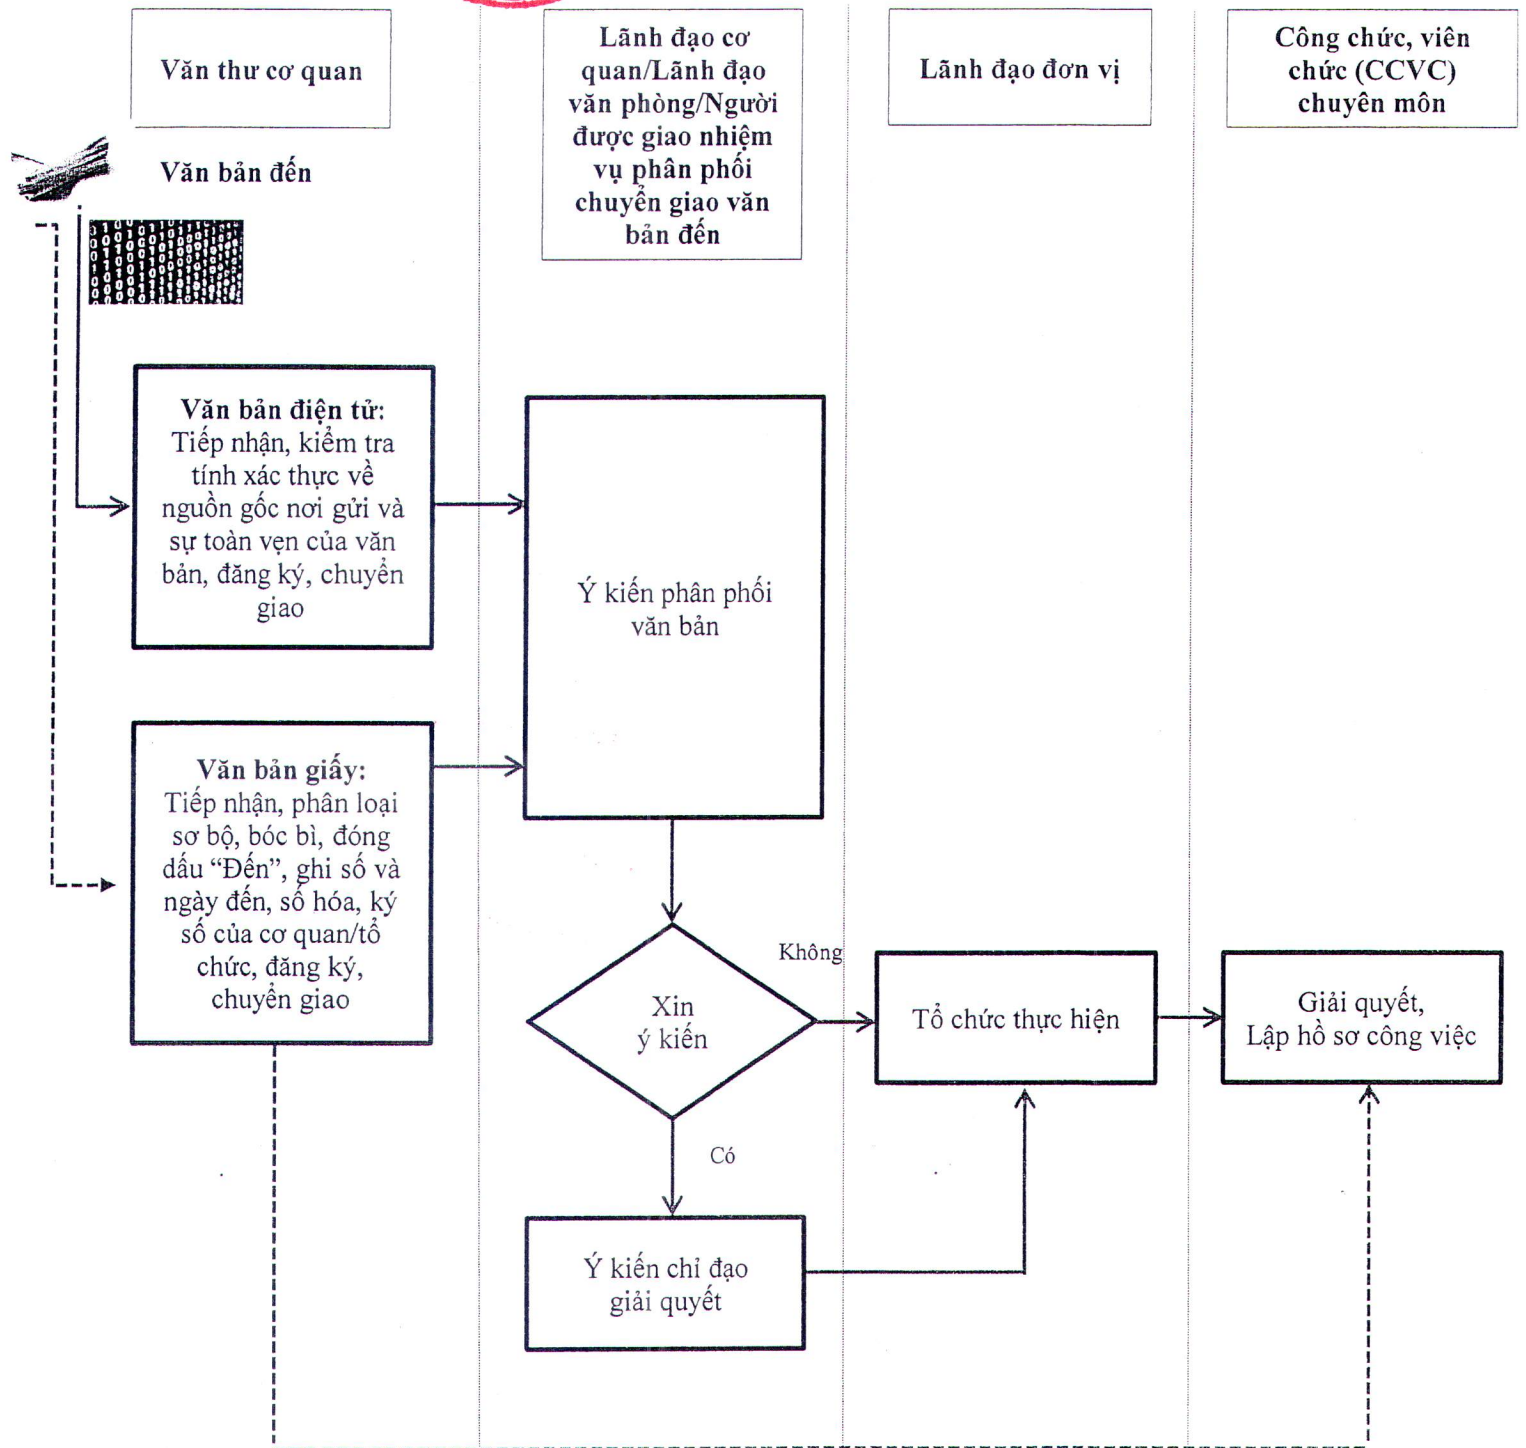 Văn thư cơ quan
Lãnh đạo cơ
quan/Lãnh đạo
văn phòng/Người
được giao nhiệm
vụ phân phối
chuyển giao văn
bản đến
Lãnh đạo đơn vị
Công chức, viên
chức (CCVC)
chuyên môn
Văn bản đến
Văn bản điện tử:
Tiếp nhận, kiểm tra
tính xác thực về
nguồn gốc nơi gửi và
sự toàn vẹn của văn
bản, đăng ký, chuyển
giao
Ý kiến phân phối
văn bản
Văn bản giấy:
Tiếp nhận, phân loại
sơ bộ, bóc bì, đóng
dấu “Đến”, ghi số và
ngày đến, số hóa, ký
số của cơ quan/tổ
chức, đăng ký,
chuyển giao
Xin
ý kiến
Không
Tổ chức thực hiện
Giải quyết,
Lập hồ sơ công việc
Có
Ý kiến chỉ đạo
giải quyết